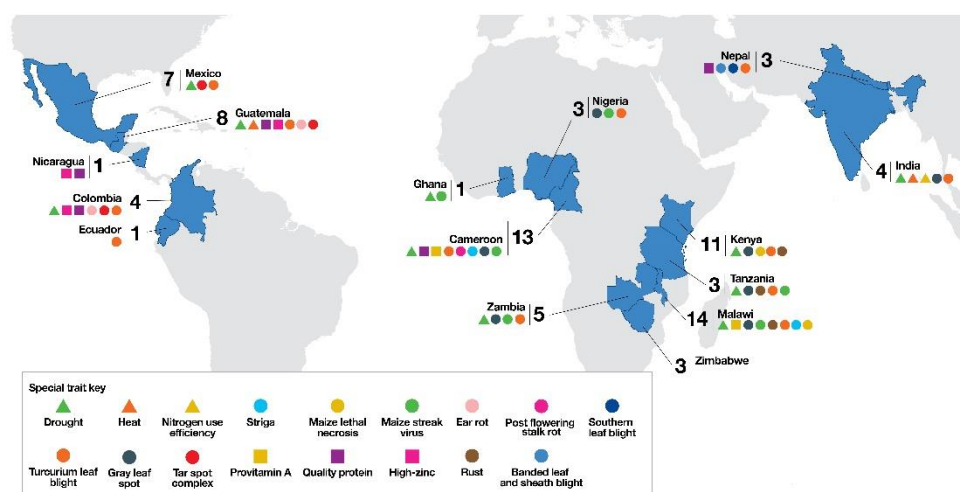 7 Mexico
8 Guatemala
Nicaragua 1
Colombia 4
Ecuador 1
3 Nigeria
Ghana 1
Cameroon 13
Zambia 5
Nepal 3
4 India
11 Kenya
3 Tanzania
14 Malawi
3 Zimbabwe
Special trait key
Drought
Heat
Nitrogen use
efficiency
Striga
Maize lethal
necrosis
Maize streak
virus
Ear rot
Post flowering
stalk rot
Southern
leaf blight
Turcurium leaf
blight
Gray leaf
spot
Tar spot
complex
Provitamin A
Quality protein
High-zinc
Rust
Banded leaf
and sheath blight